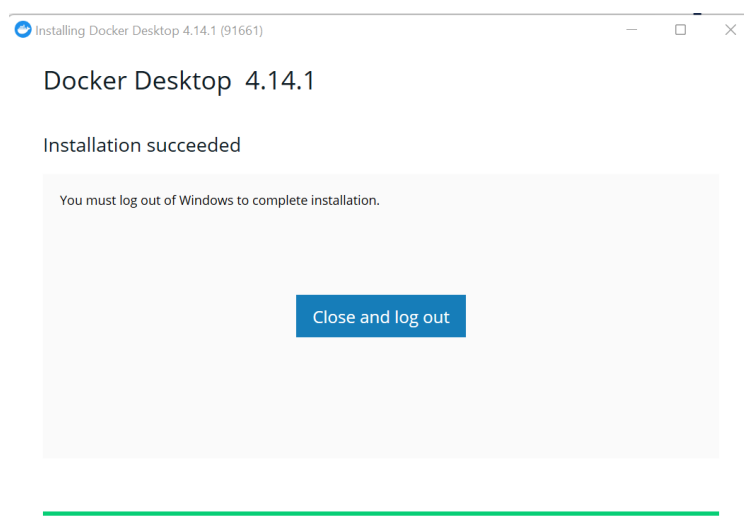 Installing Docker Desktop 4.14.1 (91661)
Docker Desktop 4.14.1
Installation succeeded
You must log out of Windows to complete installation.
Close and log out